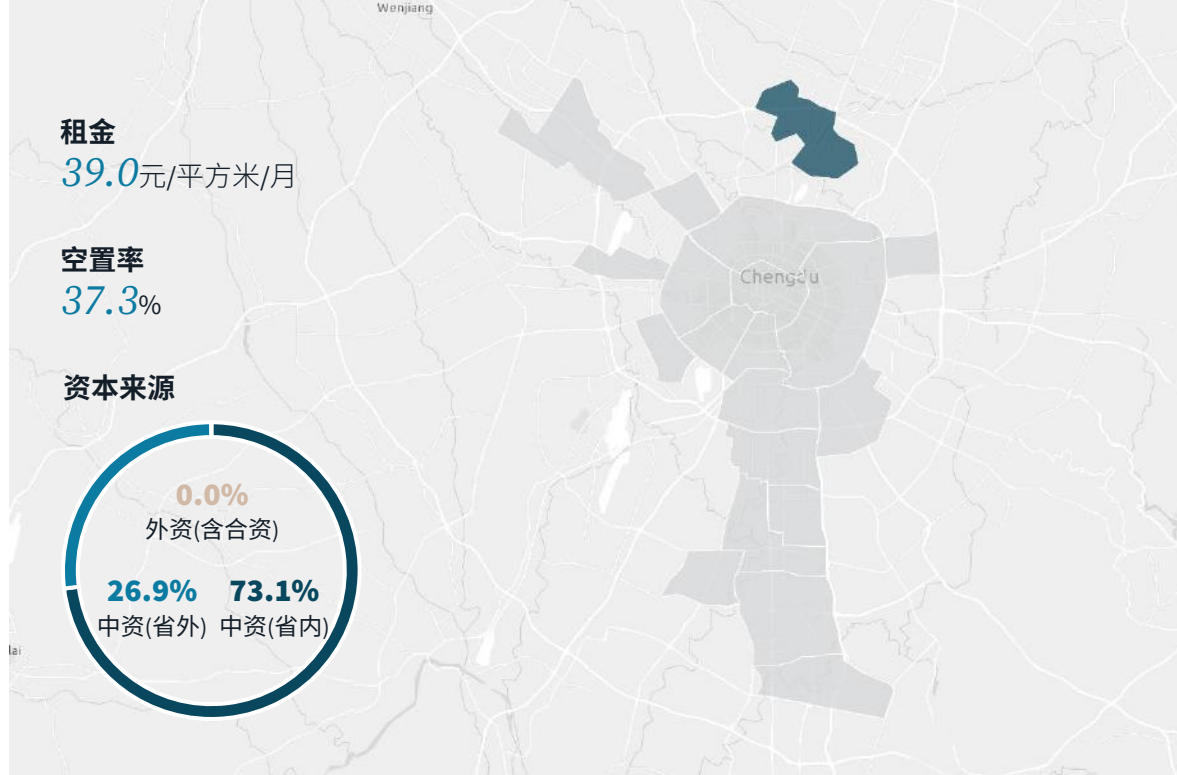 Wenjiang
租金
39.0元/平方米/月
空置率
37.3%
资本来源
Chengdu
0.0%
外资(含合资)
26.9% 73.1%
中资(省外) 中资(省内)
lai